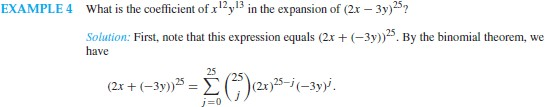 EXAMPLE 4 What is the coefficient of x¹²y¹³ in the expansion of (2x − 3y)²⁵?
Solution: First, note that this expression equals (2x + (−3y))²⁵. By the binomial theorem, we
have
(2x + (−3y))²⁵ = ∑_{j=0}^{25} (25 j) (2x)²⁵⁻ʲ(−3y)ʲ.